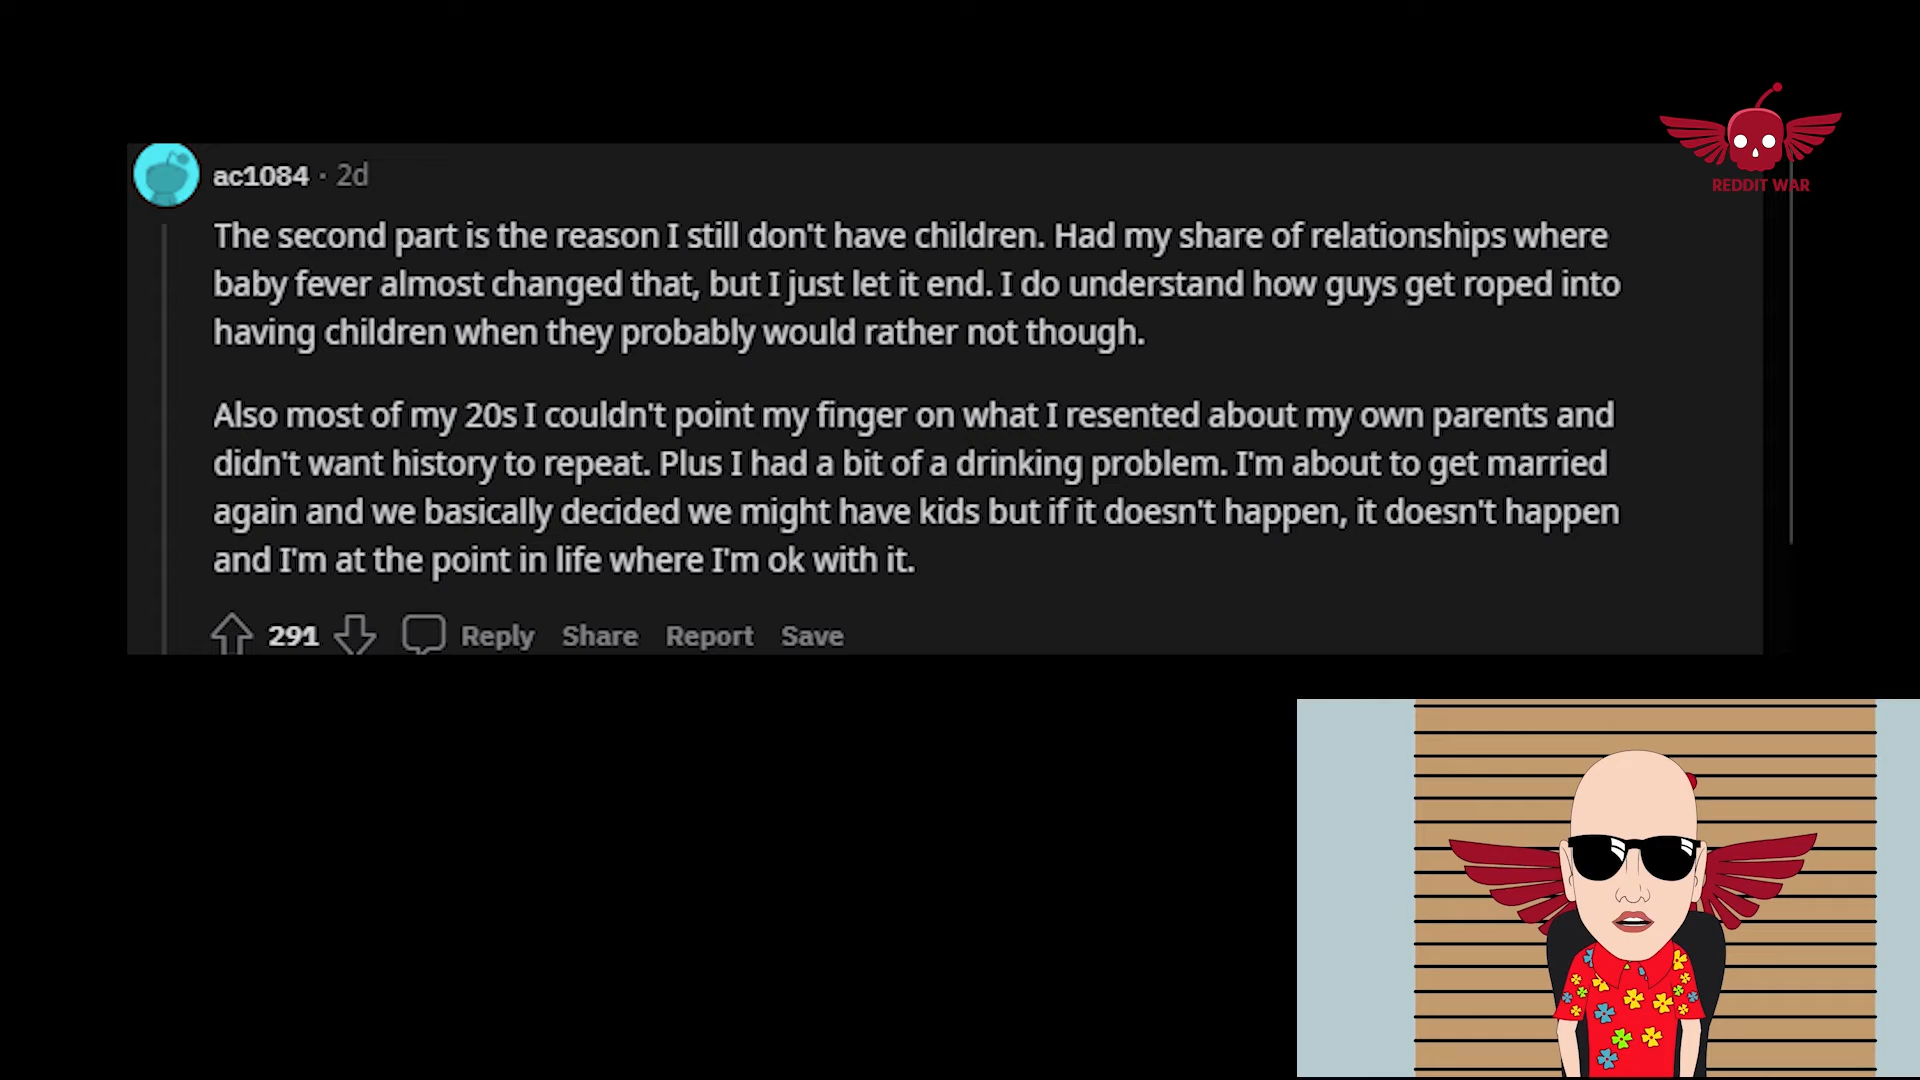 REDDIT WAR
ac1084 · 2d
The second part is the reason I still don't have children. Had my share of relationships where
baby fever almost changed that, but I just let it end. I do understand how guys get roped into
having children when they probably would rather not though.
Also most of my 20s I couldn't point my finger on what I resented about my own parents and
didn't want history to repeat. Plus I had a bit of a drinking problem. I'm about to get married
again and we basically decided we might have kids but if it doesn't happen, it doesn't happen
and I'm at the point in life where I'm ok with it.
291 Reply Share Report Save